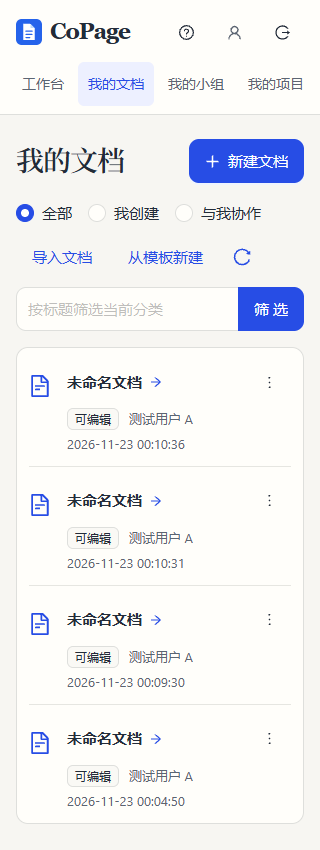 CoPage
工作台 我的文档 我的小组 我的项目
我的文档
新建文档
全部 我创建 与我协作
导入文档 从模板新建
按标题筛选当前分类 筛选
未命名文档
可编辑 测试用户 A
2026-11-23 00:10:36
未命名文档
可编辑 测试用户 A
2026-11-23 00:10:31
未命名文档
可编辑 测试用户 A
2026-11-23 00:09:30
未命名文档
可编辑 测试用户 A
2026-11-23 00:04:50